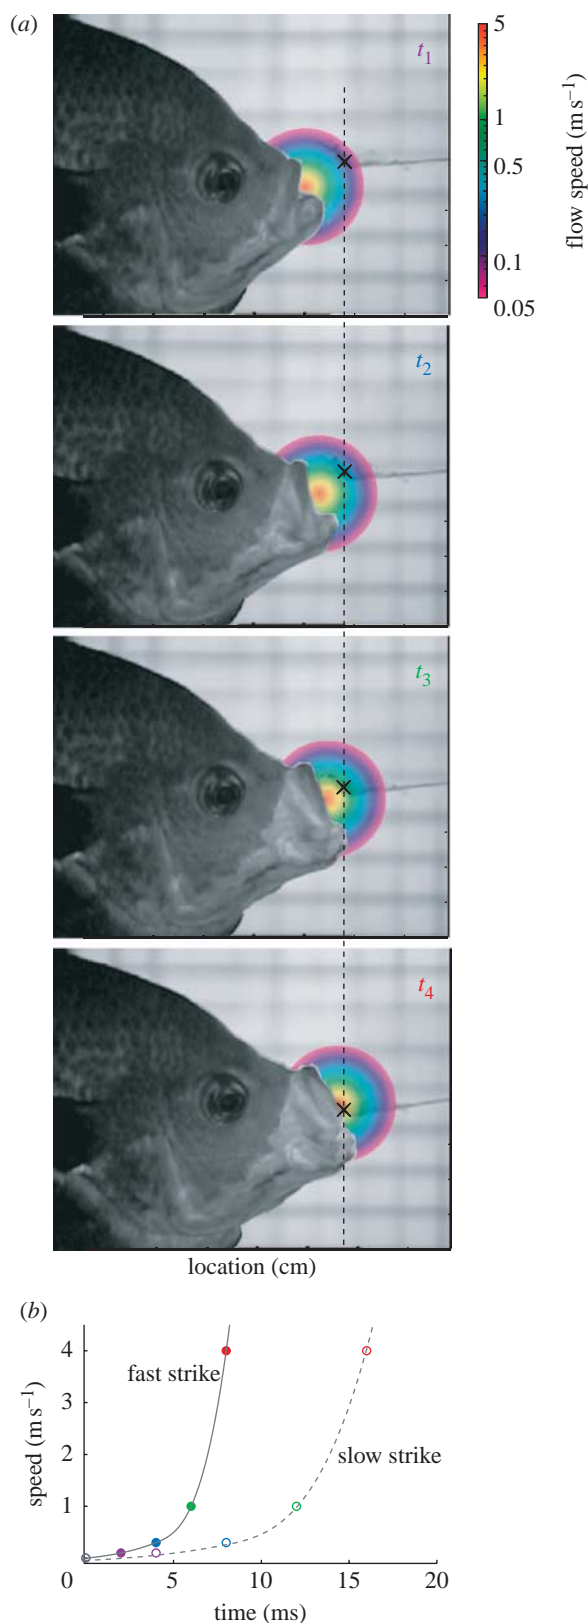 (a)
t1
5
1
0.5
0.1
0.05
flow speed (m s−1)
t2
t3
t4
location (cm)
(b)
4
3
2
1
0
5
10
15
20
speed (m s−1)
fast strike
slow strike
time (ms)